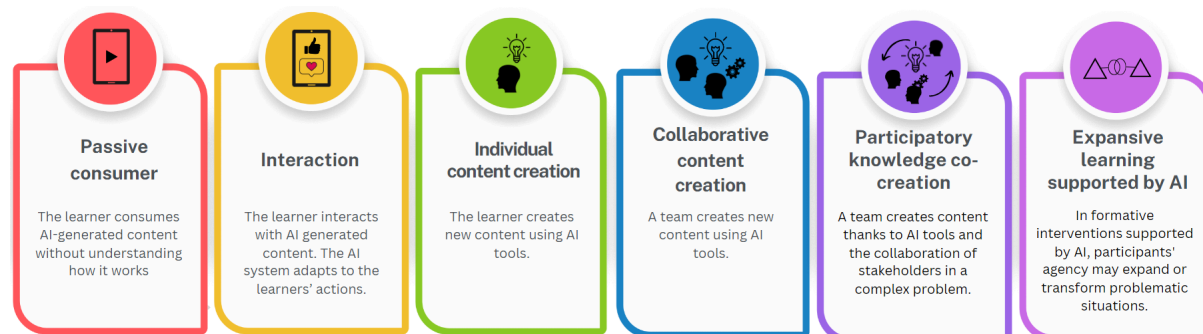 Passive
consumer
The learner consumes
AI-generated content
without understanding
how it works
Interaction
The learner interacts
with AI generated
content. The AI
system adapts to the
learners' actions.
Individual
content creation
The learner creates
new content using AI
tools.
Collaborative
content
creation
A team creates new
content using AI
tools.
Participatory
knowledge co-
creation
A team creates content
thanks to AI tools and
the collaboration of
stakeholders in a
complex problem.
Expansive
learning
supported by AI
In formative
interventions supported
by AI, participants'
agency may expand or
transform problematic
situations.